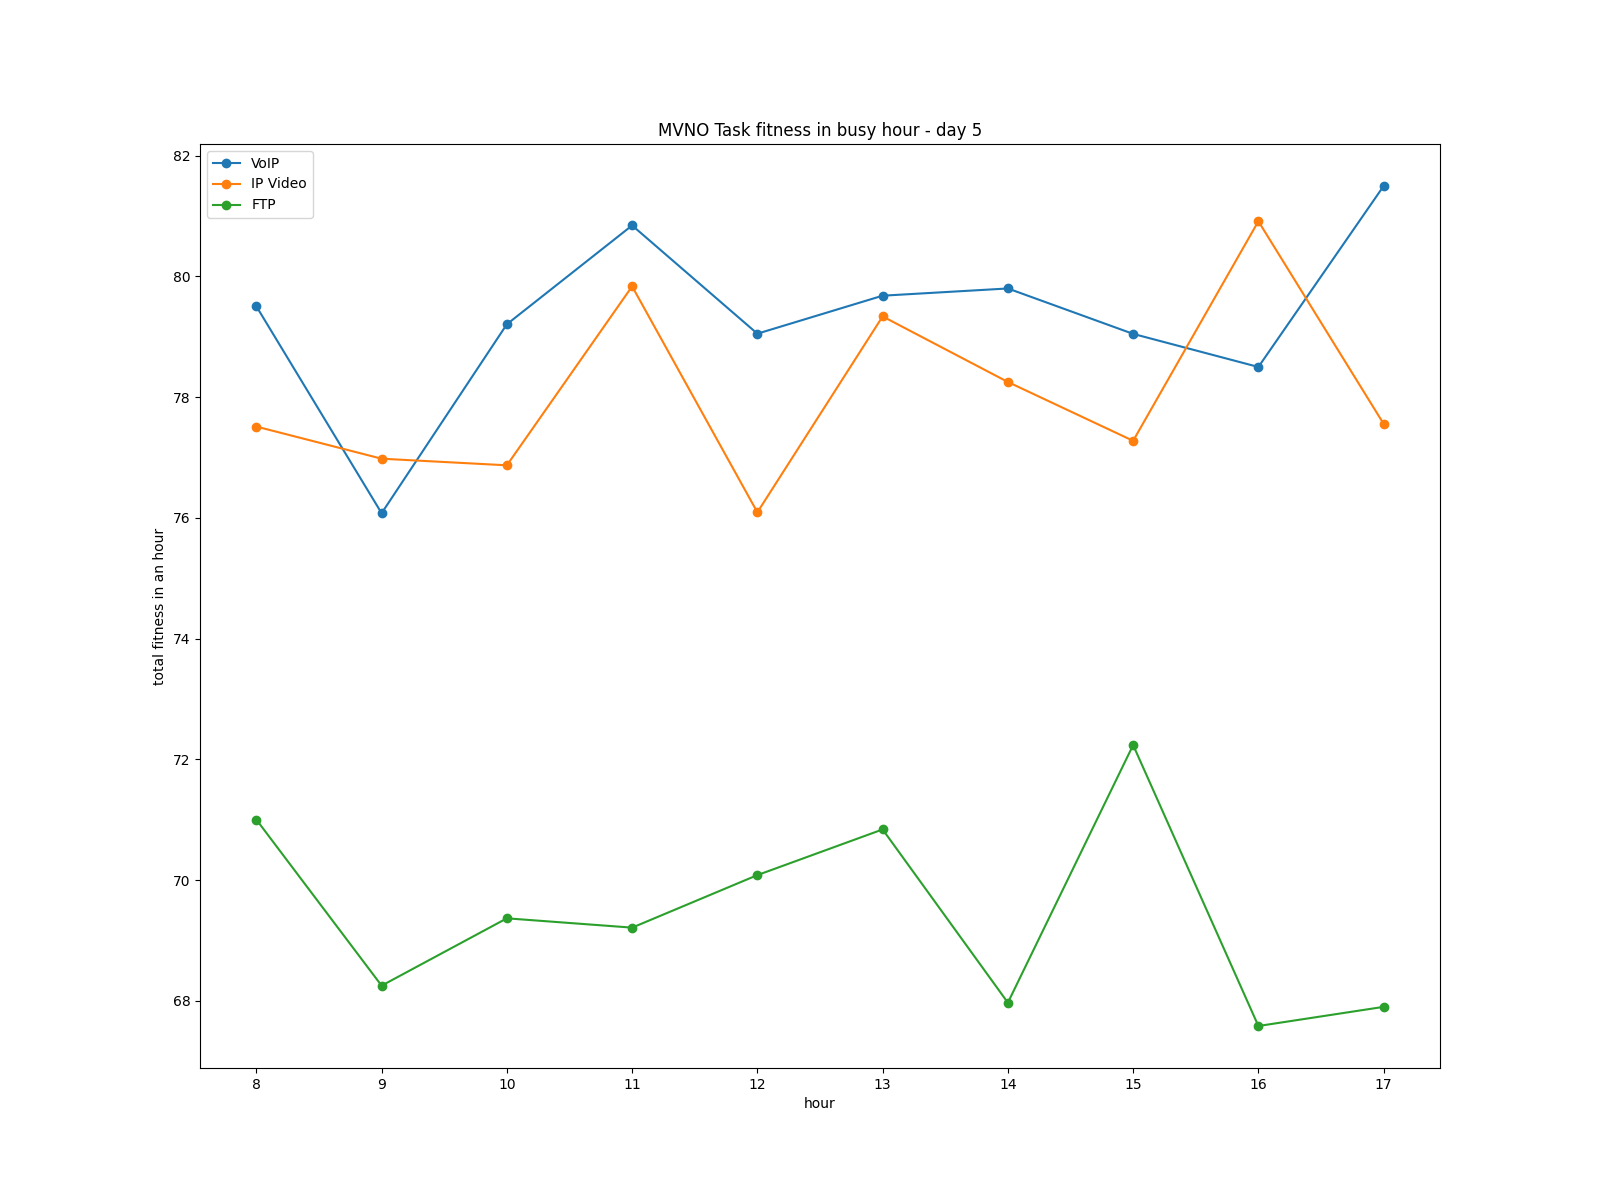 MVNO Task fitness in busy hour - day 5
VoIP
IP Video
FTP
82
80
78
76
74
72
70
68
total fitness in an hour
8 9 10 11 12 13 14 15 16 17
hour